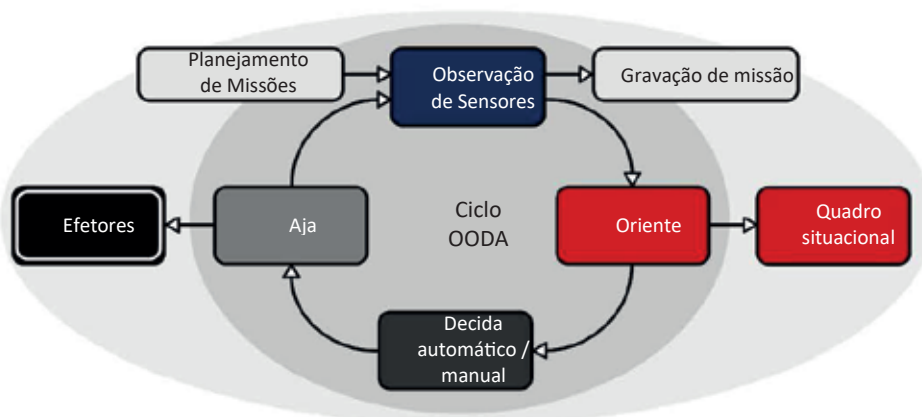 Planejamento
de Missões
Observação
de Sensores
Gravação de missão
Efetores
Aja
Ciclo
OODA
Oriente
Quadro
situacional
Decida
automático /
manual